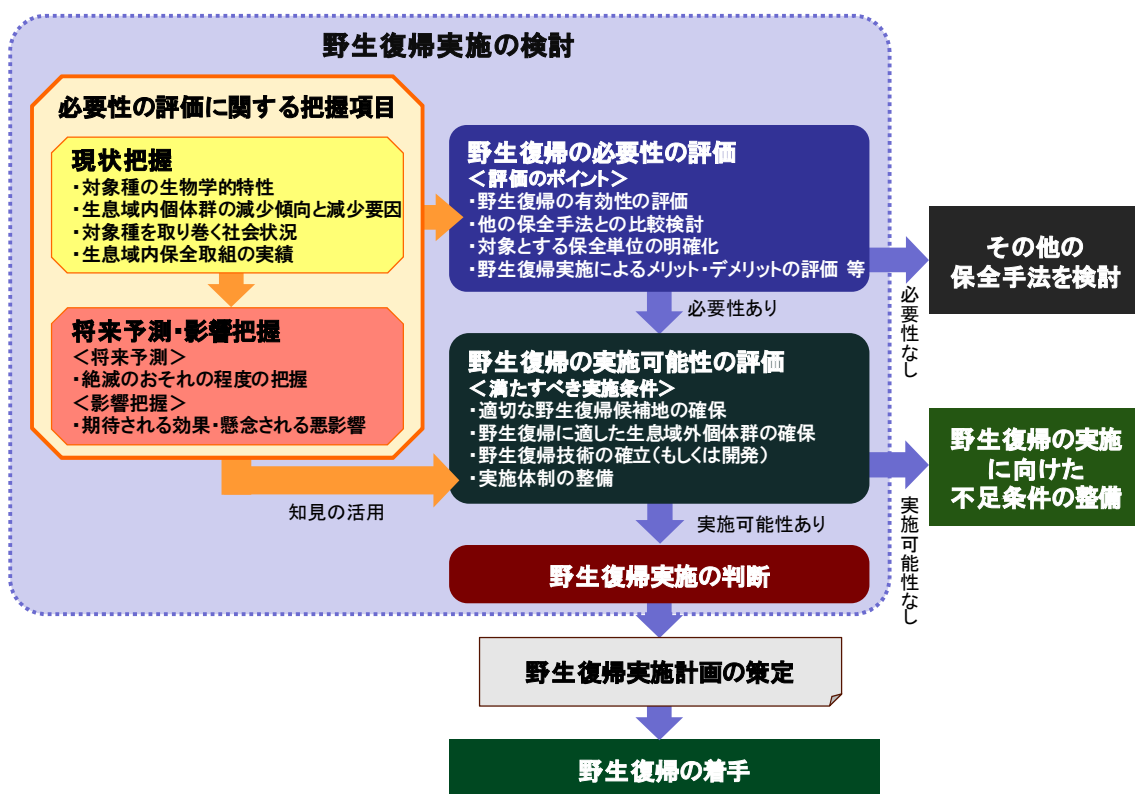 野生復帰実施の検討
必要性の評価に関する把握項目
現状把握
・対象種の生物学的特性
・生息域内個体群の減少傾向と減少要因
・対象種を取り巻く社会状況
・生息域内保全取組の実績
将来予測・影響把握
<将来予測>
・絶滅のおそれの程度の把握
<影響把握>
・期待される効果・懸念される悪影響
知見の活用
野生復帰の必要性の評価
<評価のポイント>
・野生復帰の有効性の評価
・他の保全手法との比較検討
・対象とする保全単位の明確化
・野生復帰実施によるメリット・デメリットの評価 等
必要性あり
必要性なし
その他の
保全手法を検討
野生復帰の実施可能性の評価
<満たすべき実施条件>
・適切な野生復帰候補地の確保
・野生復帰に適した生息域外個体群の確保
・野生復帰技術の確立(もしくは開発)
・実施体制の整備
実施可能性あり
実施可能性なし
野生復帰の実施
に向けた
不足条件の整備
野生復帰実施の判断
野生復帰実施計画の策定
野生復帰の着手